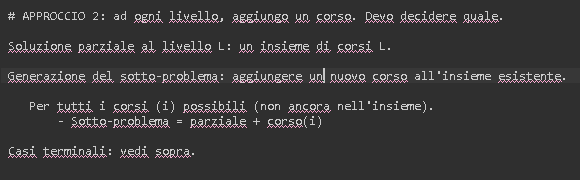 # APPROCCIO 2: ad ogni livello, aggiungo un corso. Devo decidere quale.
Soluzione parziale al livello L: un insieme di corsi L.
Generazione del sotto-problema: aggiungere un nuovo corso all'insieme esistente.
Per tutti i corsi (i) possibili (non ancora nell'insieme).
- Sotto-problema = parziale + corso(i)
Casi terminali: vedi sopra.